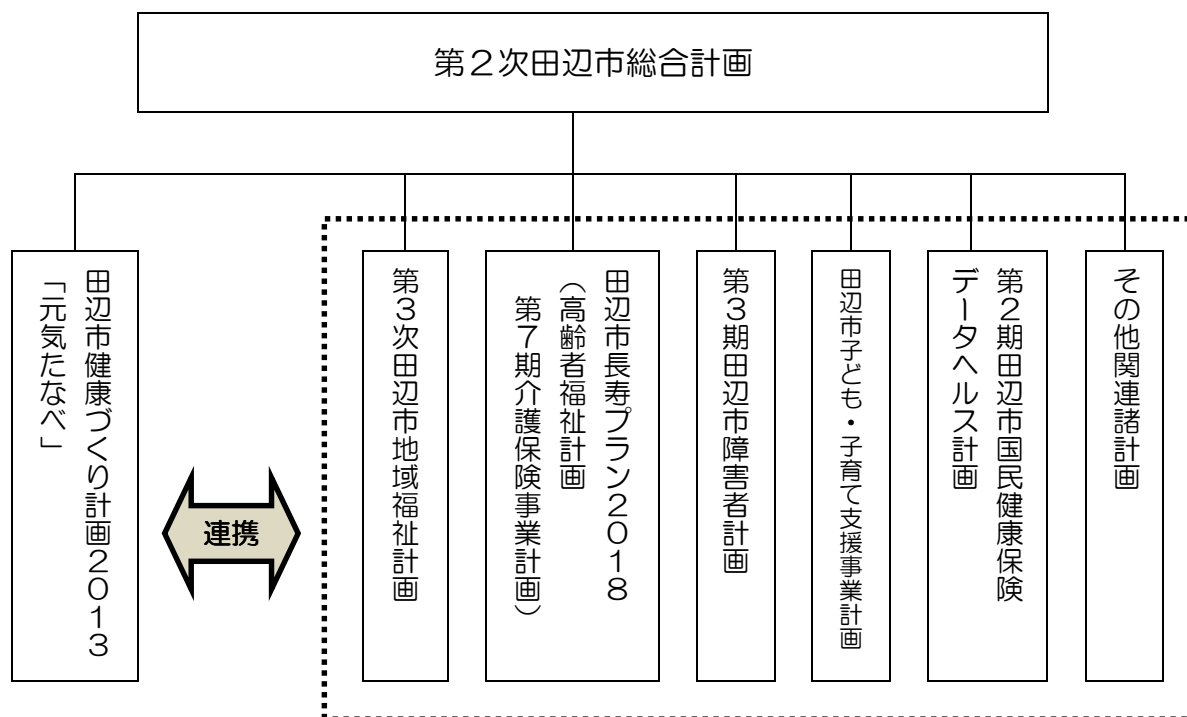 第２次田辺市総合計画
田辺市健康づくり計画２０１３
「元気たなべ」
連携
第３次田辺市地域福祉計画
田辺市長寿プラン２０１８
（高齢者福祉計画
第７期介護保険事業計画）
第３期田辺市障害者計画
田辺市子ども・子育て支援事業計画
第２期田辺市国民健康保険
データヘルス計画
その他関連諸計画